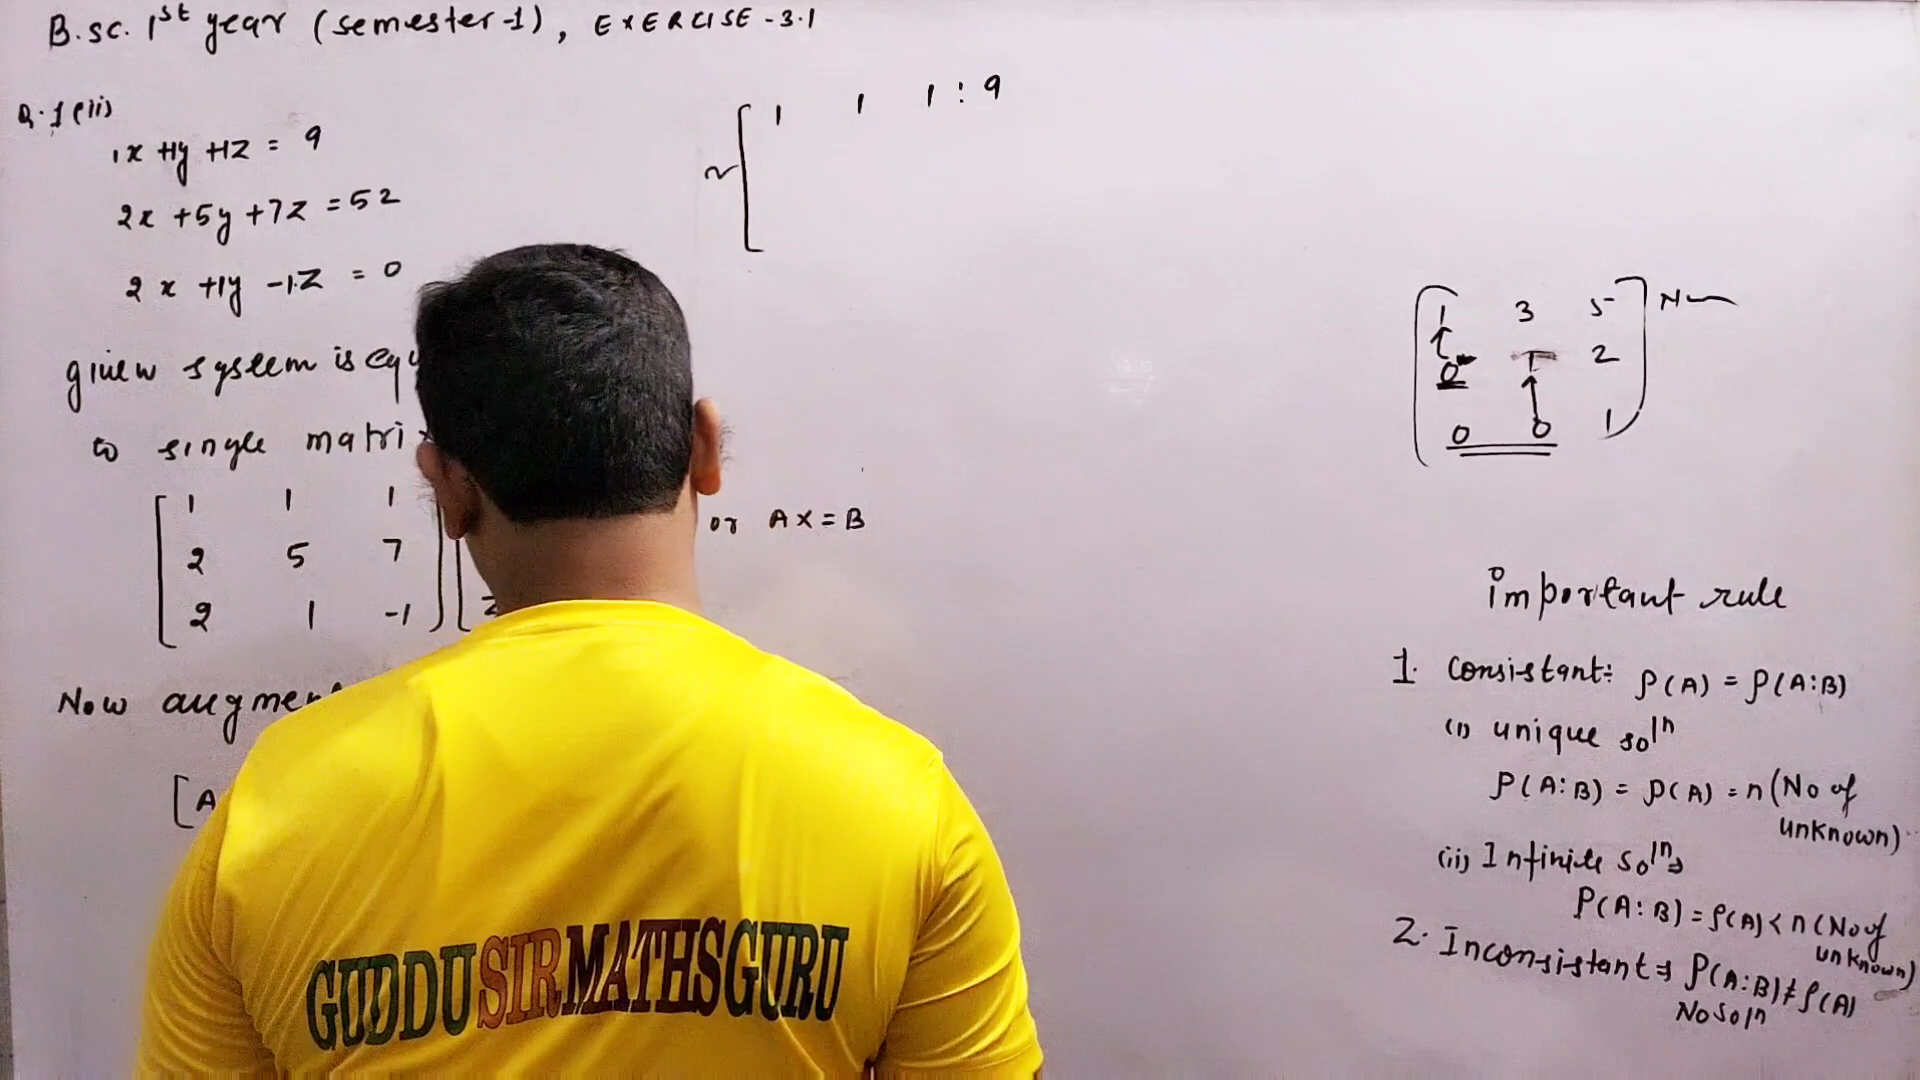 B.sc. 1st year (semester-1), EXERCISE-3.1
Q.1(ii)
1x +1y +1z = 9
2x +5y +7z = 52
2x +1y -1.z = 0
given system is equ
to single matri
[1 1 1
2 5 7
2 1 -1] [
z
or AX = B
Now augmen
[A
~ [ 1 1 1 : 9
[1 3 5
0 1 2
0 0 1]
important rule
1. consistant: ρ(A) = ρ(A:B)
(i) unique soln
ρ(A:B) = ρ(A) = n (No of
unknown)
(ii) Infinite solns
ρ(A:B) = ρ(A) < n (No of
unknown)
2. Inconsistant ⇒ ρ(A:B) ≠ ρ(A)
No soln
GUDDU SIR MATHS GURU